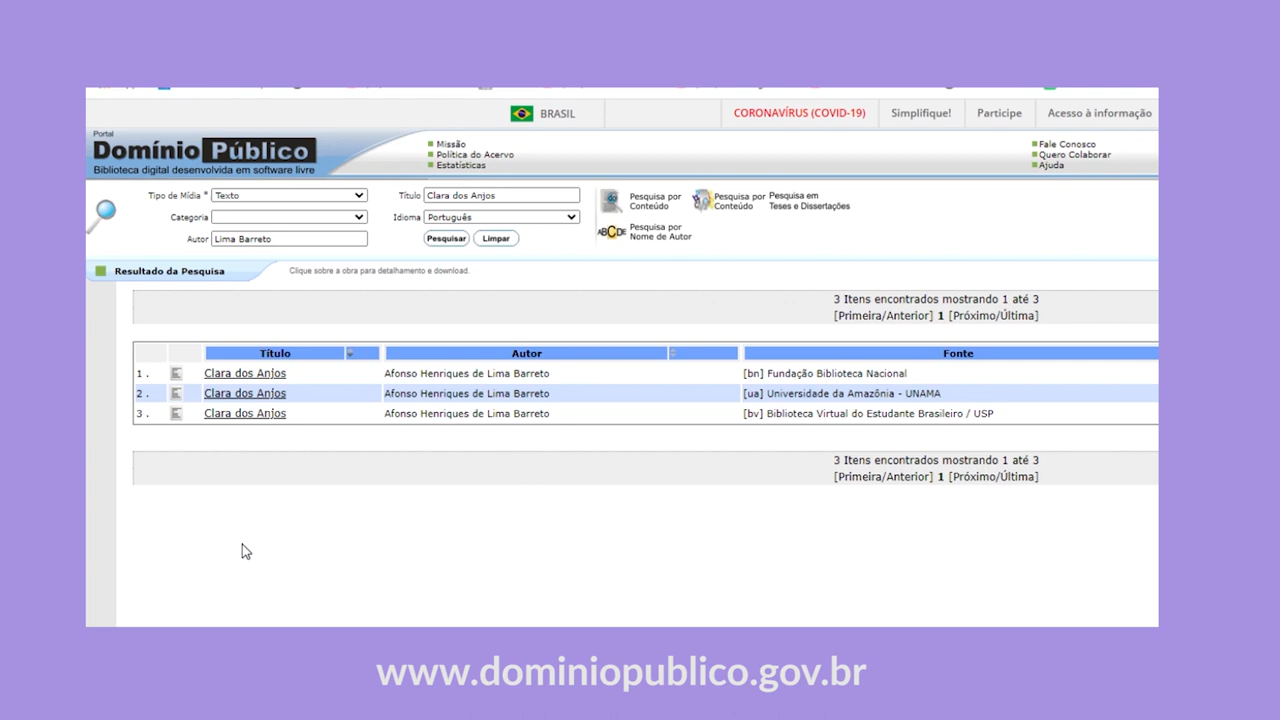 BRASIL CORONAVÍRUS (COVID-19) Simplifique! Participe Acesso à informação
Portal
Domínio Público
Biblioteca digital desenvolvida em software livre
Missão
Política do Acervo
Estatísticas
Fale Conosco
Quero Colaborar
Ajuda
Tipo de Mídia * Texto
Categoria
Autor Lima Barreto
Título Clara dos Anjos
Idioma Português
Pesquisar Limpar
Pesquisa por
Conteúdo
Pesquisa por
Conteúdo
Pesquisa em
Teses e Dissertações
ABCDE
Pesquisa por
Nome de Autor
Resultado da Pesquisa Clique sobre a obra para detalhamento e download.
3 Itens encontrados mostrando 1 até 3
[Primeira/Anterior] 1 [Próximo/Última]
Título Autor Fonte
1 . Clara dos Anjos Afonso Henriques de Lima Barreto [bn] Fundação Biblioteca Nacional
2 . Clara dos Anjos Afonso Henriques de Lima Barreto [ua] Universidade da Amazônia - UNAMA
3 . Clara dos Anjos Afonso Henriques de Lima Barreto [bv] Biblioteca Virtual do Estudante Brasileiro / USP
3 Itens encontrados mostrando 1 até 3
[Primeira/Anterior] 1 [Próximo/Última]
www.dominiopublico.gov.br